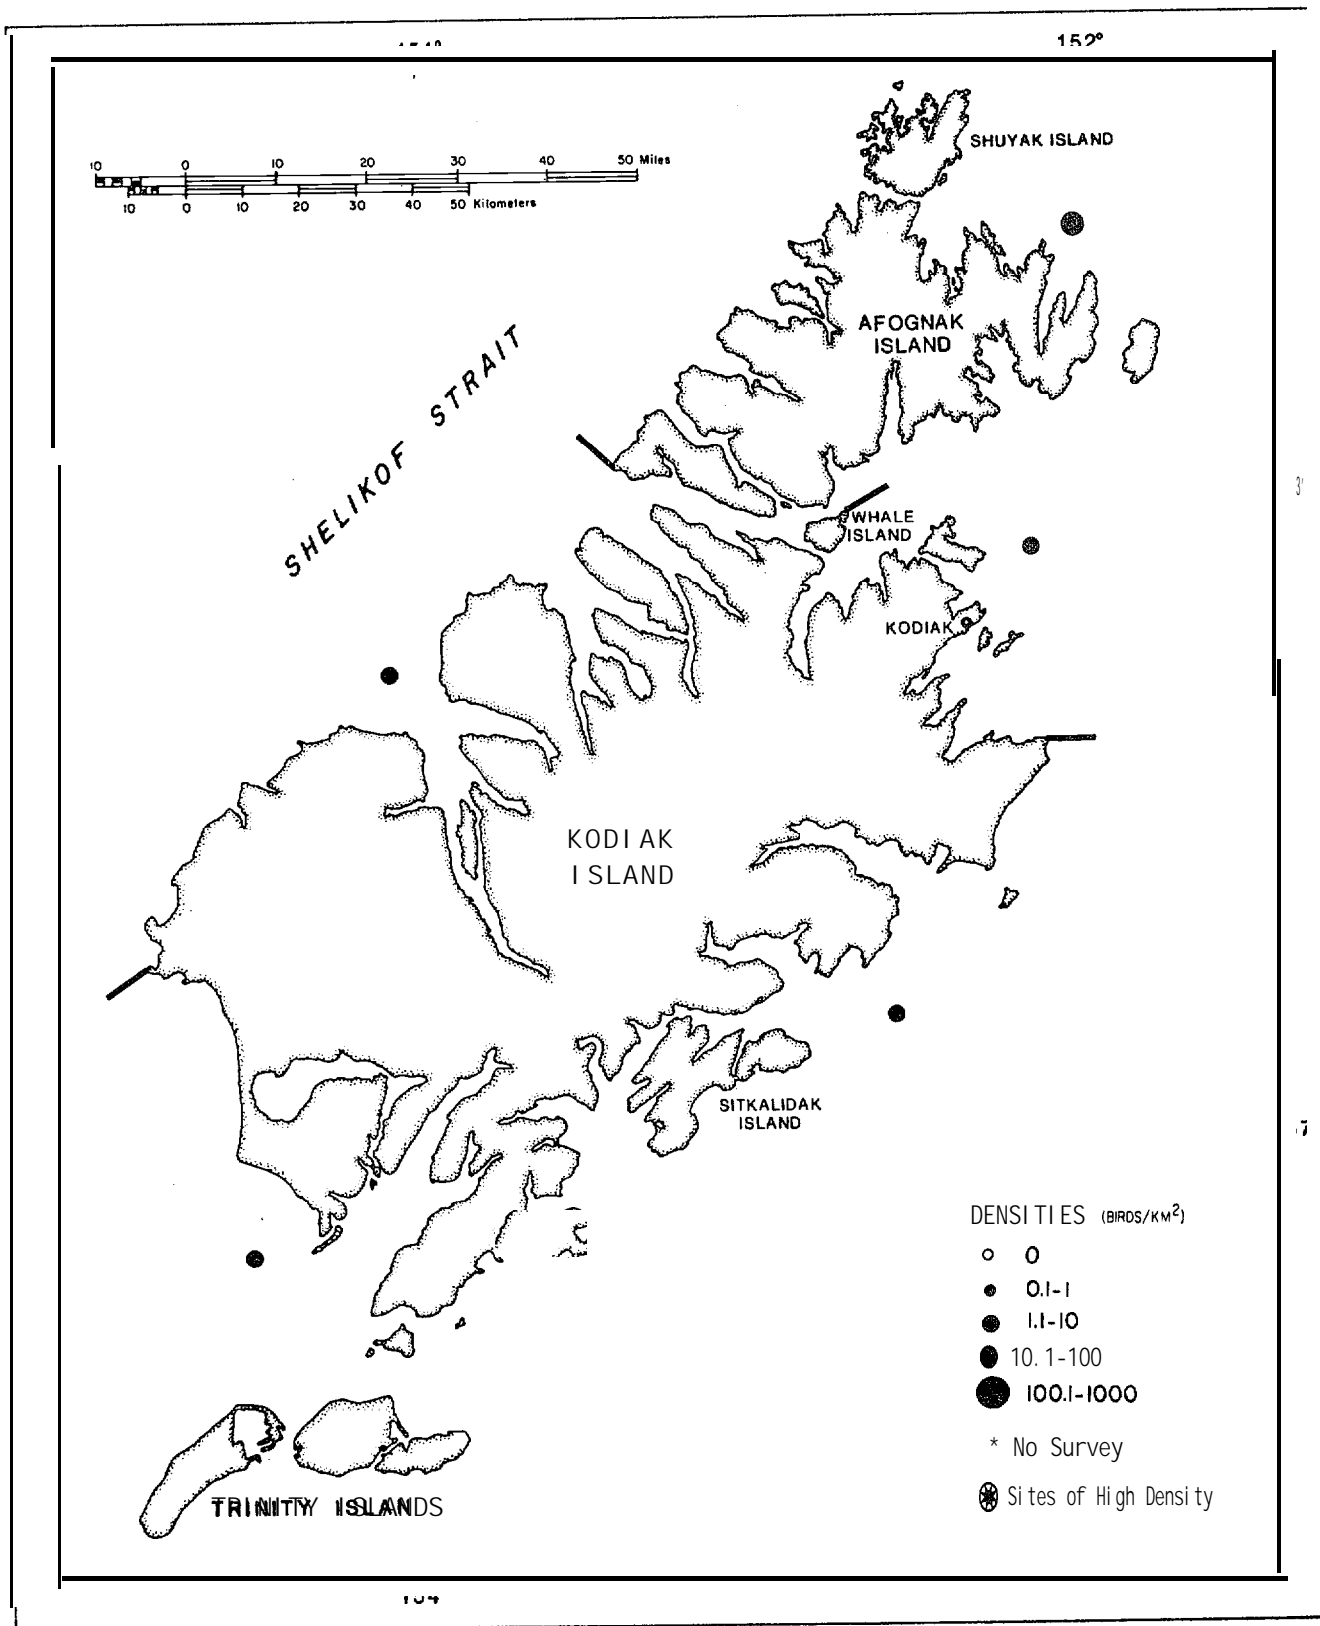 152°
SHUYAK ISLAND
10 0 10 20 30 40 50 Miles
10 0 10 20 30 40 50 Kilometers
AFOGNAK
ISLAND
SHELIKOF STRAIT
WHALE
ISLAND
KODIAK
KODIAK
ISLAND
SITKALIDAK
ISLAND
DENSITIES (BIRDS/KM²)
0
0.1-1
1.1-10
10.1-100
100.1-1000
* No Survey
Sites of High Density
TRINITY ISLANDS